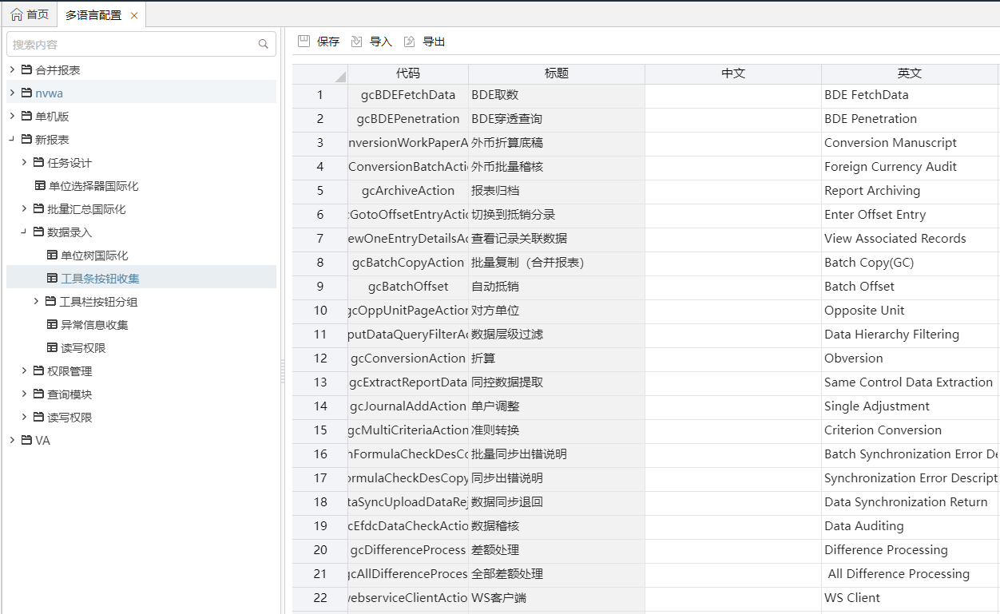 首页 多语言配置
搜索内容
保存 导入 导出
合并报表
nvwa
单机版
新报表
任务设计
单位选择器国际化
批量汇总国际化
数据录入
单位树国际化
工具条按钮收集
工具栏按钮分组
异常信息收集
读写权限
权限管理
查询模块
读写权限
VA
代码 标题 中文 英文
1 gcBDEFetchData BDE取数 BDE FetchData
2 gcBDEPenetration BDE穿透查询 BDE Penetration
3 nversionWorkPaperA 外币折算底稿 Conversion Manuscript
4 ConversionBatchActi 外币批量稽核 Foreign Currency Audit
5 gcArchiveAction 报表归档 Report Archiving
6 GotoOffsetEntryActic 切换到抵销分录 Enter Offset Entry
7 ewOneEntryDetailsAc 查看记录关联数据 View Associated Records
8 gcBatchCopyAction 批量复制（合并报表） Batch Copy(GC)
9 gcBatchOffset 自动抵销 Batch Offset
10 gcOppUnitPageAction 对方单位 Opposite Unit
11 putDataQueryFilterAc 数据层级过滤 Data Hierarchy Filtering
12 gcConversionAction 折算 Obversion
13 gcExtractReportData 同控数据提取 Same Control Data Extraction
14 gcJournalAddAction 单户调整 Single Adjustment
15 gcMultiCriteriaAction 准则转换 Criterion Conversion
16 nFormulaCheckDesCo 批量同步出错说明 Batch Synchronization Error De
17 ormulaCheckDesCopy 同步出错说明 Synchronization Error Descript
18 taSyncUploadDataRej 数据同步退回 Data Synchronization Return
19 cEfdcDataCheckActio 数据稽核 Data Auditing
20 gcDifferenceProcess 差额处理 Difference Processing
21 gcAllDifferenceProces 全部差额处理 All Difference Processing
22 webserviceClientActio WS客户端 WS Client